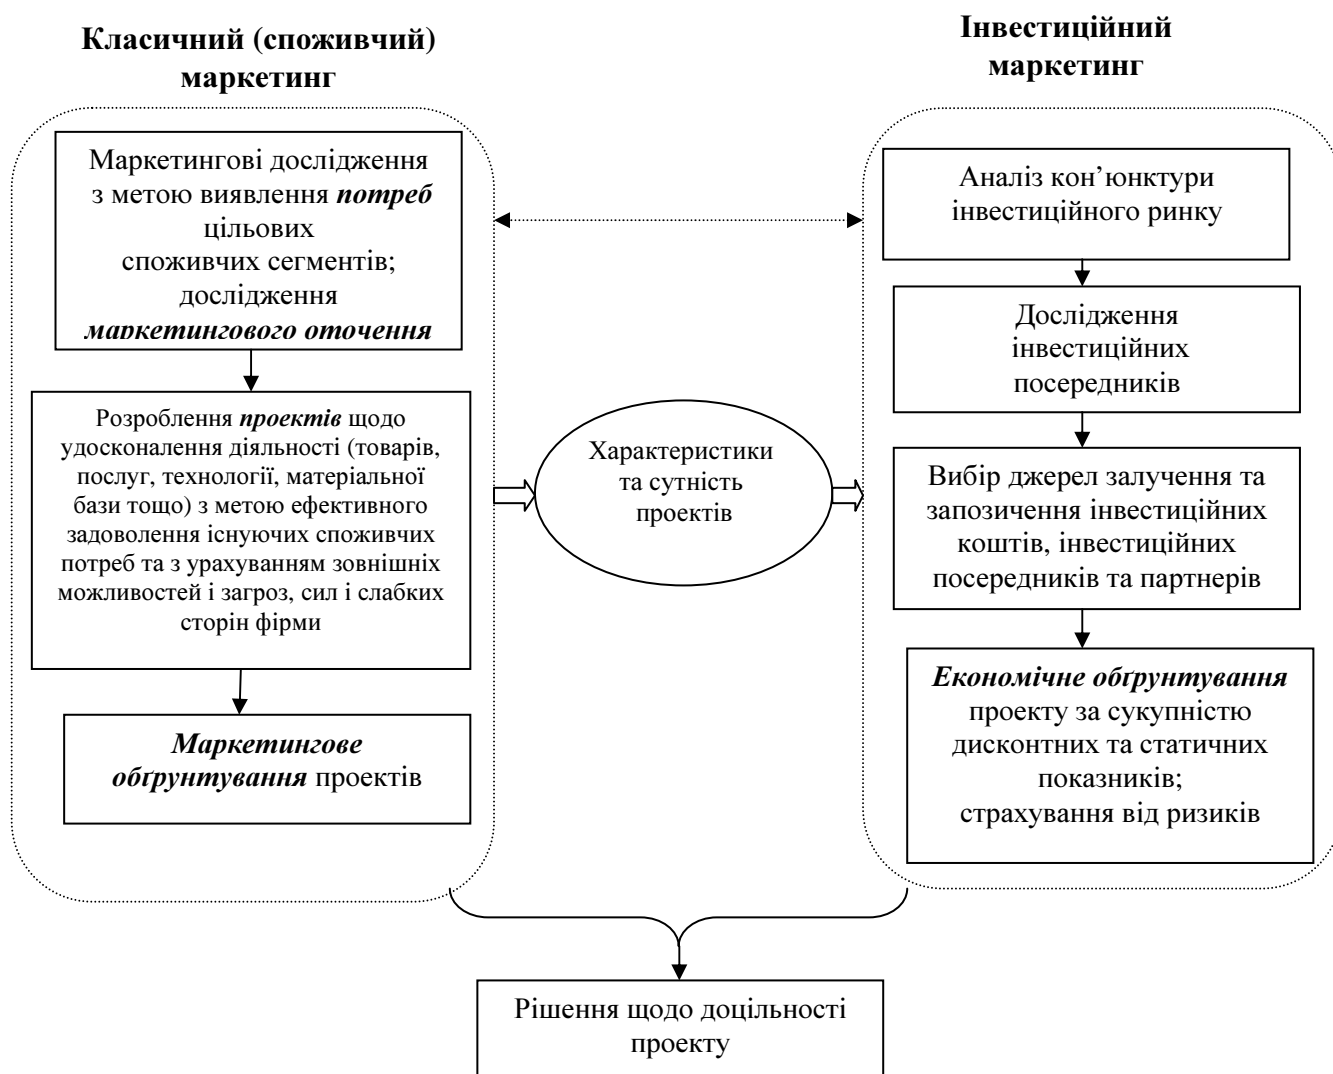 Класичний (споживчий)
маркетинг
Маркетингові дослідження
з метою виявлення потреб
цільових
споживчих сегментів;
дослідження
маркетингового оточення
Розроблення проектів щодо
удосконалення діяльності (товарів,
послуг, технології, матеріальної
бази тощо) з метою ефективного
задоволення існуючих споживчих
потреб та з урахуванням зовнішніх
можливостей і загроз, сил і слабких
сторін фірми
Маркетингове
обґрунтування проектів
Характеристики
та сутність
проектів
Інвестиційний
маркетинг
Аналіз кон’юнктури
інвестиційного ринку
Дослідження
інвестиційних
посередників
Вибір джерел залучення та
запозичення інвестиційних
коштів, інвестиційних
посередників та партнерів
Економічне обґрунтування
проекту за сукупністю
дисконтних та статичних
показників;
страхування від ризиків
Рішення щодо доцільності
проекту